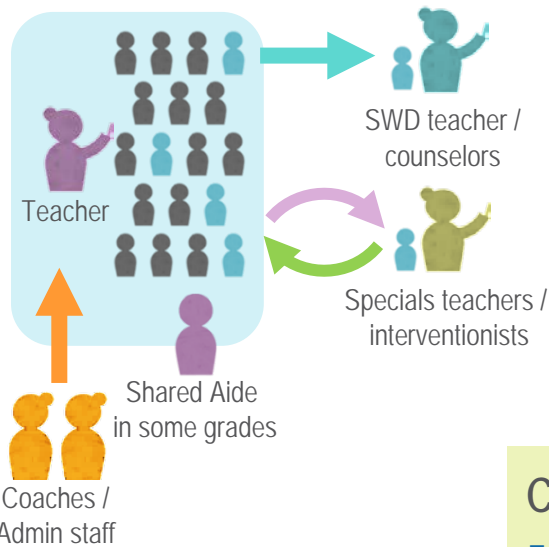 SWD teacher /
counselors
Teacher
Specials teachers /
interventionists
Shared Aide
in some grades
Coaches /
Admin staff
C